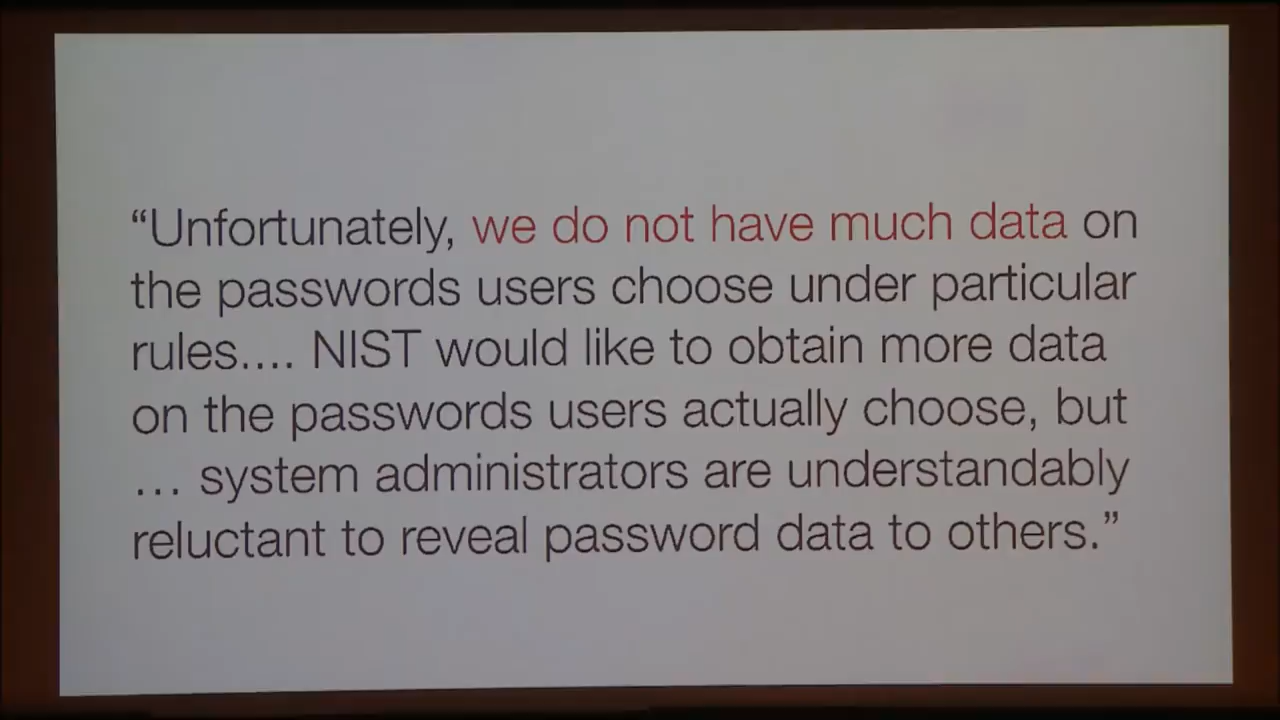 “Unfortunately, we do not have much data on
the passwords users choose under particular
rules.... NIST would like to obtain more data
on the passwords users actually choose, but
... system administrators are understandably
reluctant to reveal password data to others.”